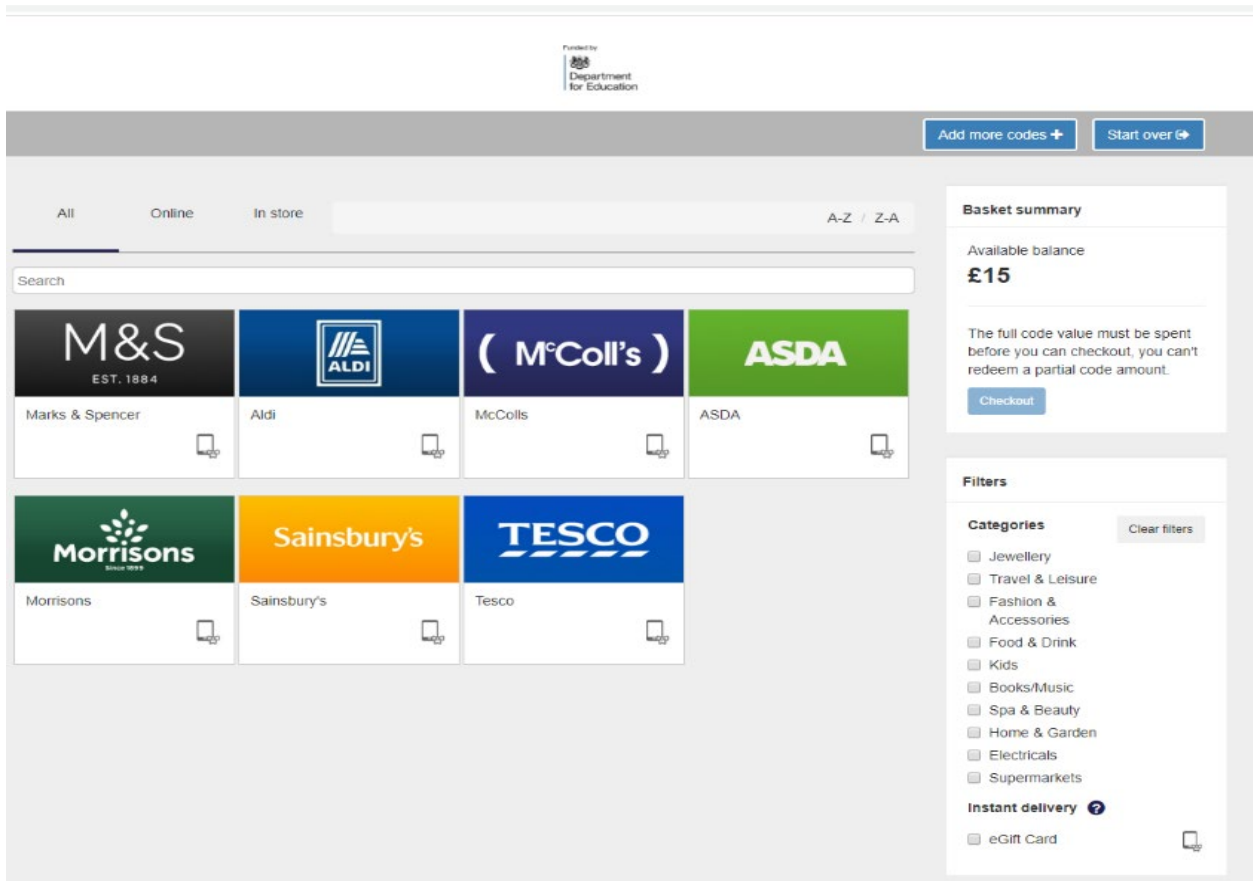 Funded by
Department
for Education
Add more codes +
Start over
All Online In store A-Z / Z-A
Search
M&S
EST. 1884
Marks & Spencer
ALDI
Aldi
( McColl's )
McColls
ASDA
ASDA
Morrisons
Since 1899
Morrisons
Sainsbury's
Sainsbury's
TESCO
Tesco
Basket summary
Available balance
£15
The full code value must be spent
before you can checkout, you can't
redeem a partial code amount.
Checkout
Filters
Categories
Clear filters
Jewellery
Travel & Leisure
Fashion &
Accessories
Food & Drink
Kids
Books/Music
Spa & Beauty
Home & Garden
Electricals
Supermarkets
Instant delivery ?
eGift Card